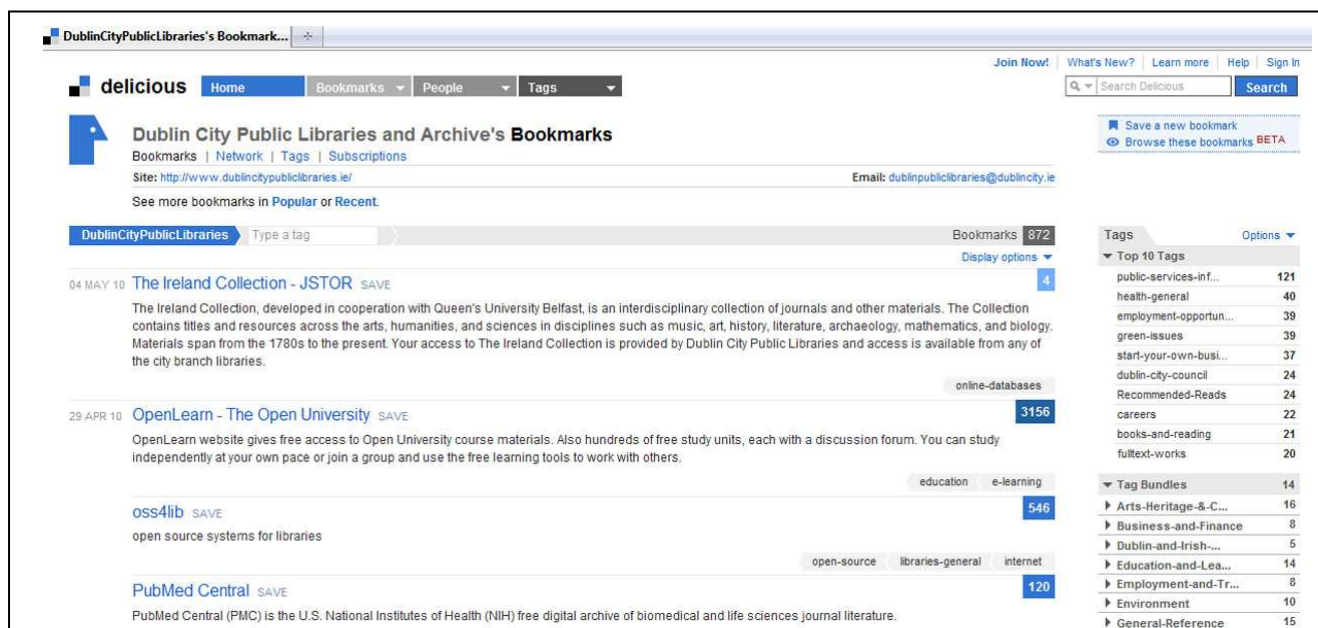 DublinCityPublicLibraries's Bookmark...
Join Now! What's New? Learn more Help Sign In
delicious Home Bookmarks People Tags Search Delicious Search
Dublin City Public Libraries and Archive's Bookmarks
Bookmarks | Network | Tags | Subscriptions
Site: http://www.dublincitypubliclibraries.ie/ Email: dublinpubliclibraries@dublincity.ie
See more bookmarks in Popular or Recent.
Save a new bookmark
Browse these bookmarks BETA
DublinCityPublicLibraries Type a tag Bookmarks 872
Display options
04 MAY 10 The Ireland Collection - JSTOR SAVE 4
The Ireland Collection, developed in cooperation with Queen's University Belfast, is an interdisciplinary collection of journals and other materials. The Collection
contains titles and resources across the arts, humanities, and sciences in disciplines such as music, art, history, literature, archaeology, mathematics, and biology.
Materials span from the 1780s to the present. Your access to The Ireland Collection is provided by Dublin City Public Libraries and access is available from any of
the city branch libraries.
online-databases
29 APR 10 OpenLearn - The Open University SAVE 3156
OpenLearn website gives free access to Open University course materials. Also hundreds of free study units, each with a discussion forum. You can study
independently at your own pace or join a group and use the free learning tools to work with others.
education e-learning
oss4lib SAVE 546
open source systems for libraries
open-source libraries-general internet
PubMed Central SAVE 120
PubMed Central (PMC) is the U.S. National Institutes of Health (NIH) free digital archive of biomedical and life sciences journal literature.
Tags Options
Top 10 Tags
public-services-inf... 121
health-general 40
employment-opportun... 39
green-issues 39
start-your-own-busi... 37
dublin-city-council 24
Recommended-Reads 24
careers 22
books-and-reading 21
fulltext-works 20
Tag Bundles 14
Arts-Heritage-&-C... 16
Business-and-Finance 8
Dublin-and-Irish-... 5
Education-and-Lea... 14
Employment-and-Tr... 8
Environment 10
General-Reference 15